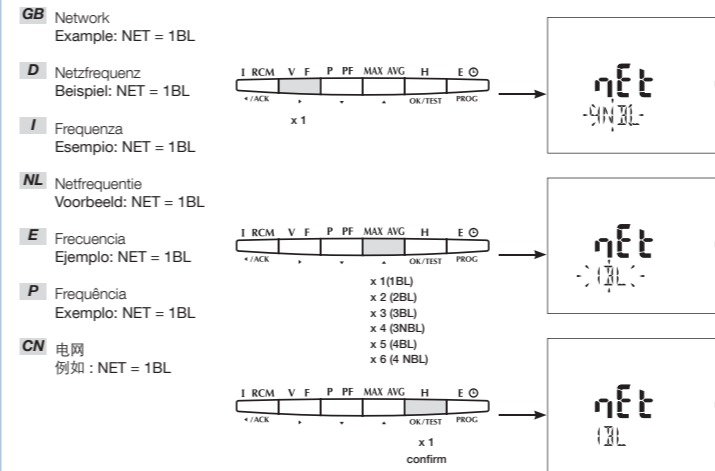 GB Network
Example: NET = 1BL
D Netzfrequenz
Beispiel: NET = 1BL
I Frequenza
Esempio: NET = 1BL
NL Netfrequentie
Voorbeeld: NET = 1BL
E Frecuencia
Ejemplo: NET = 1BL
P Frequência
Exemplo: NET = 1BL
CN 电网
例如 : NET = 1BL
I RCM V F P PF MAX AVG H E
/ACK OK/TEST PROG
x 1
nEt
4NBL
I RCM V F P PF MAX AVG H E
/ACK OK/TEST PROG
x 1(1BL)
x 2 (2BL)
x 3 (3BL)
x 4 (3NBL)
x 5 (4BL)
x 6 (4 NBL)
nEt
1BL
I RCM V F P PF MAX AVG H E
/ACK OK/TEST PROG
x 1
confirm
nEt
1BL